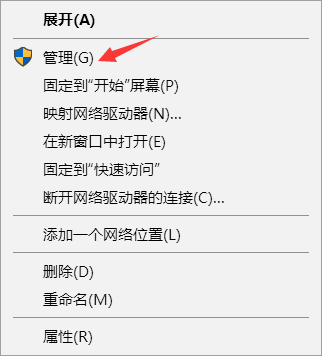 展开(A)
管理(G)
固定到“开始”屏幕(P)
映射网络驱动器(N)...
在新窗口中打开(E)
固定到“快速访问”
断开网络驱动器的连接(C)...
添加一个网络位置(L)
删除(D)
重命名(M)
属性(R)